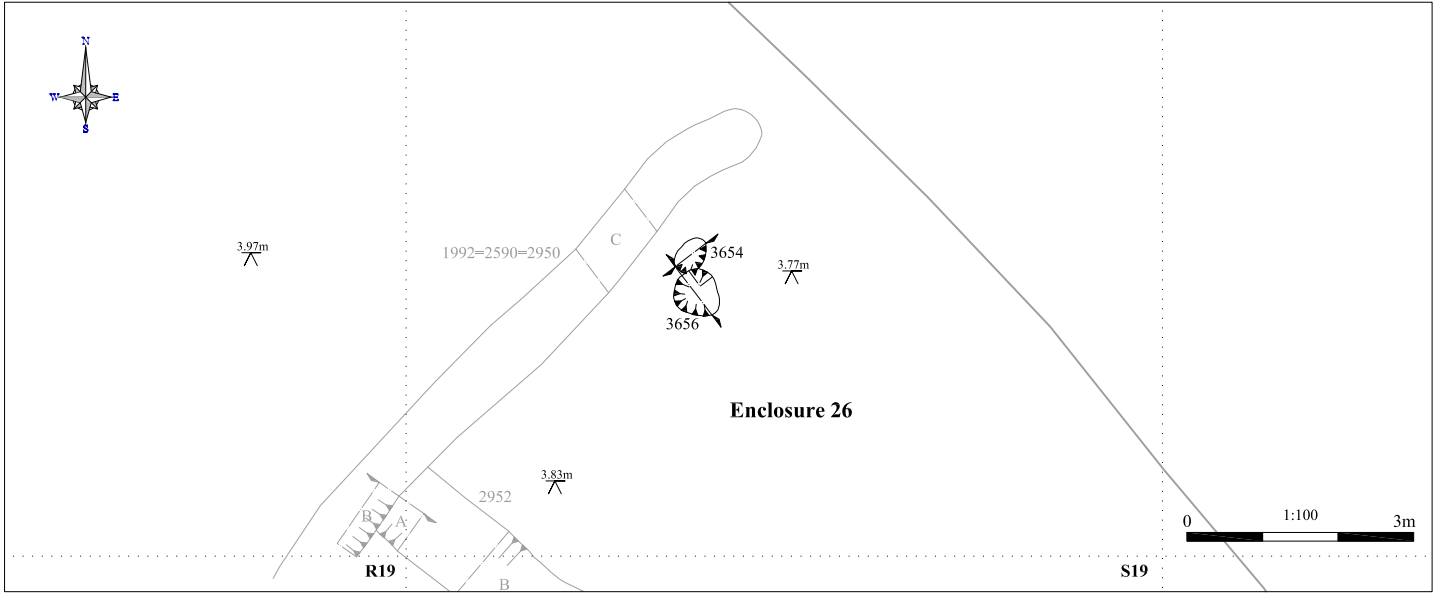 N
W E
S
3.97m
1992=2590=2950
C
3654
3.77m
3656
Enclosure 26
3.83m
2952
B
A
0 1:100 3m
R19
S19
B